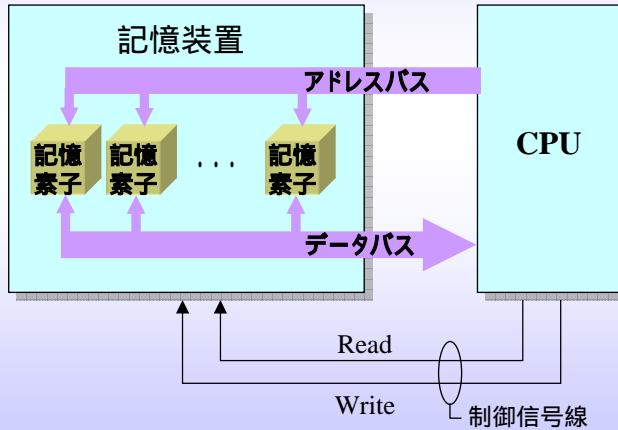 記憶装置
アドレスバス
CPU
記憶
素子
記憶
素子
. . .
記憶
素子
データバス
Read
Write
制御信号線